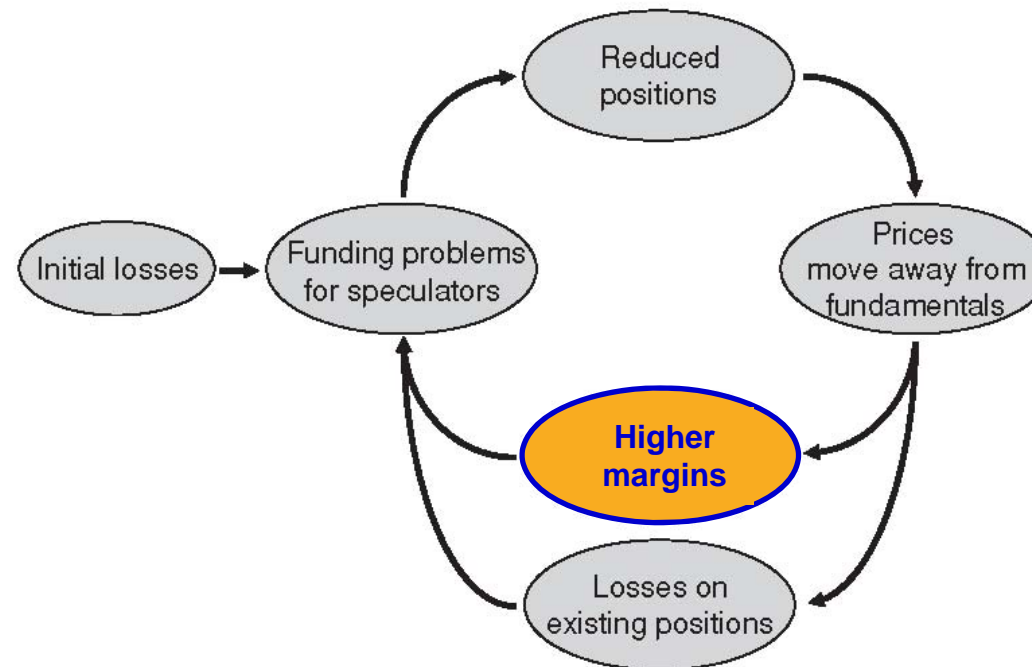 Reduced
positions
Initial losses
Funding problems
for speculators
Prices
move away from
fundamentals
Higher
margins
Losses on
existing positions